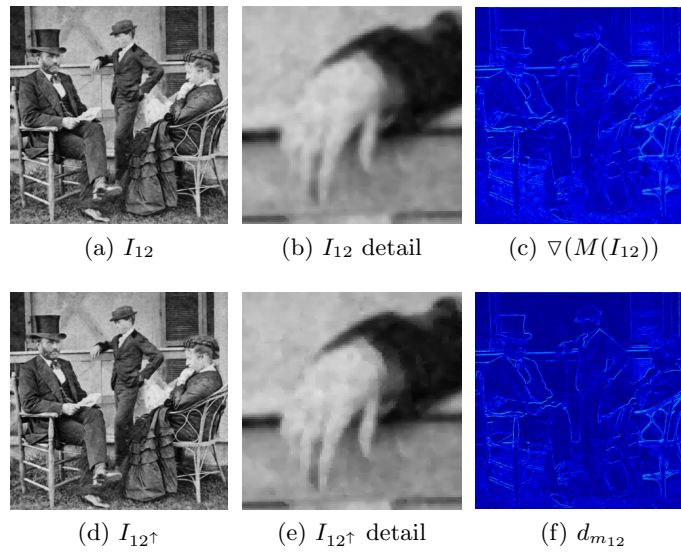 (a) I₁₂
(b) I₁₂ detail
(c) ▽(M(I₁₂))
(d) I₁₂↑
(e) I₁₂↑ detail
(f) dₘ₁₂